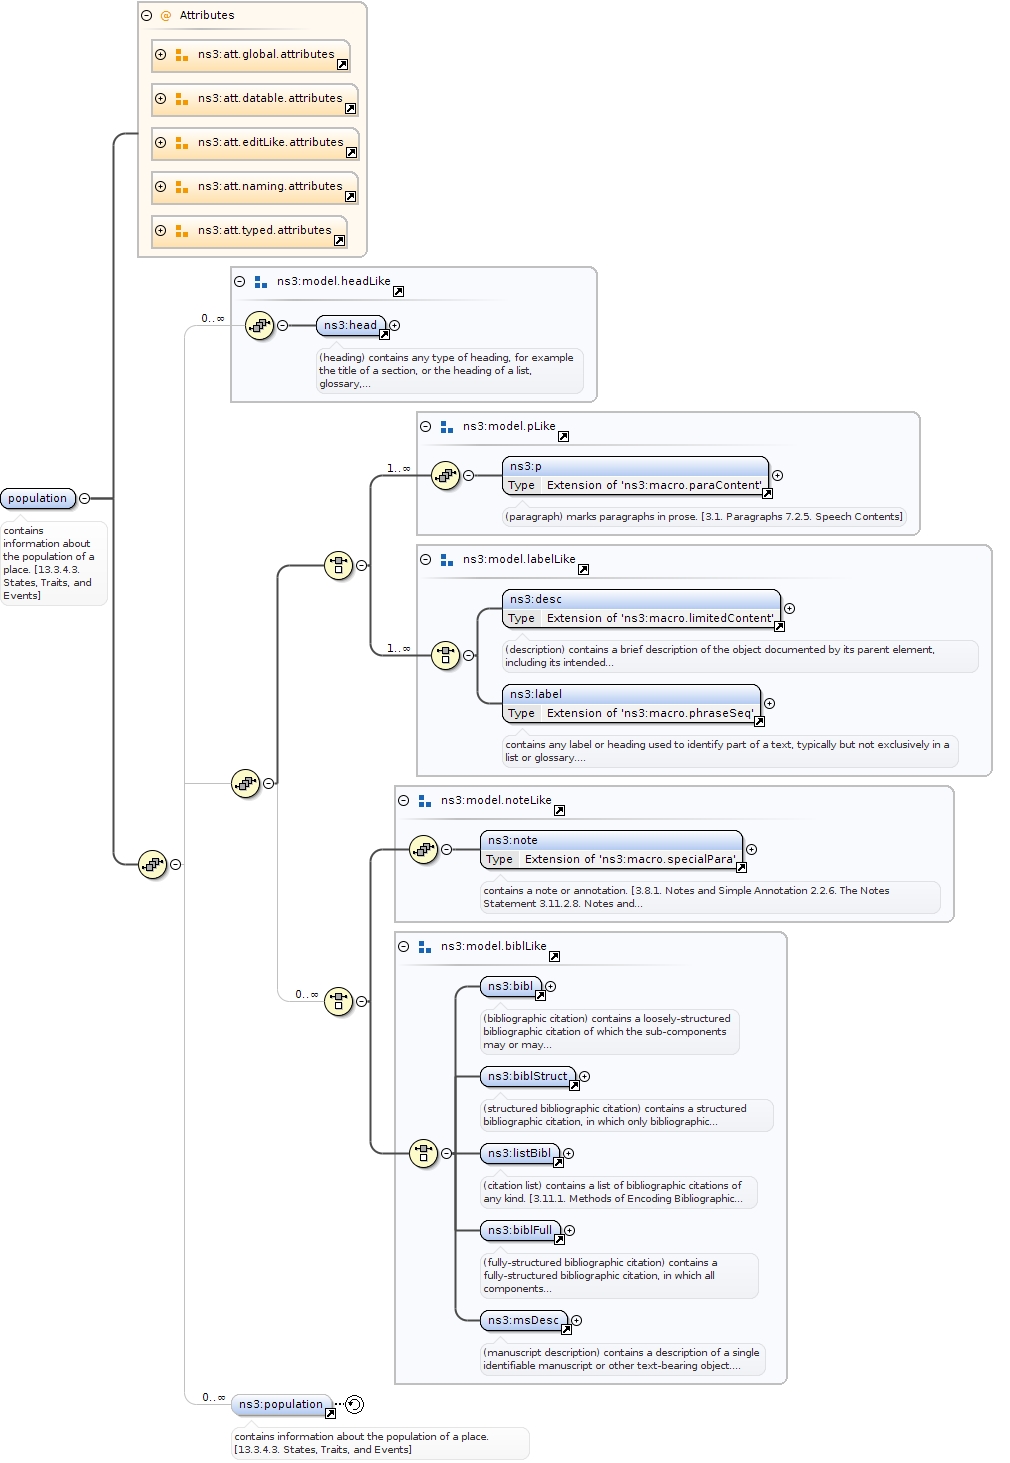 Attributes
ns3:att.global.attributes
ns3:att.datable.attributes
ns3:att.editLike.attributes
ns3:att.naming.attributes
ns3:att.typed.attributes
ns3:model.headLike
0..∞
ns3:head
(heading) contains any type of heading, for example
the title of a section, or the heading of a list,
glossary,...
ns3:model.pLike
1..∞
ns3:p
Type Extension of 'ns3:macro.paraContent'
(paragraph) marks paragraphs in prose. [3.1. Paragraphs 7.2.5. Speech Contents]
population
contains
information about
the population of a
place. [13.3.4.3.
States, Traits, and
Events]
ns3:model.labelLike
ns3:desc
Type Extension of 'ns3:macro.limitedContent'
(description) contains a brief description of the object documented by its parent element,
including its intended...
1..∞
ns3:label
Type Extension of 'ns3:macro.phraseSeq'
contains any label or heading used to identify part of a text, typically but not exclusively in a
list or glossary....
ns3:model.noteLike
ns3:note
Type Extension of 'ns3:macro.specialPara'
contains a note or annotation. [3.8.1. Notes and Simple Annotation 2.2.6. The Notes
Statement 3.11.2.8. Notes and...
0..∞
ns3:model.biblLike
ns3:bibl
(bibliographic citation) contains a loosely-structured
bibliographic citation of which the sub-components
may or may...
ns3:biblStruct
(structured bibliographic citation) contains a structured
bibliographic citation, in which only bibliographic...
ns3:listBibl
(citation list) contains a list of bibliographic citations of
any kind. [3.11.1. Methods of Encoding Bibliographic...
ns3:biblFull
(fully-structured bibliographic citation) contains a
fully-structured bibliographic citation, in which all
components...
ns3:msDesc
(manuscript description) contains a description of a single
identifiable manuscript or other text-bearing object....
0..∞
ns3:population
contains information about the population of a place.
[13.3.4.3. States, Traits, and Events]